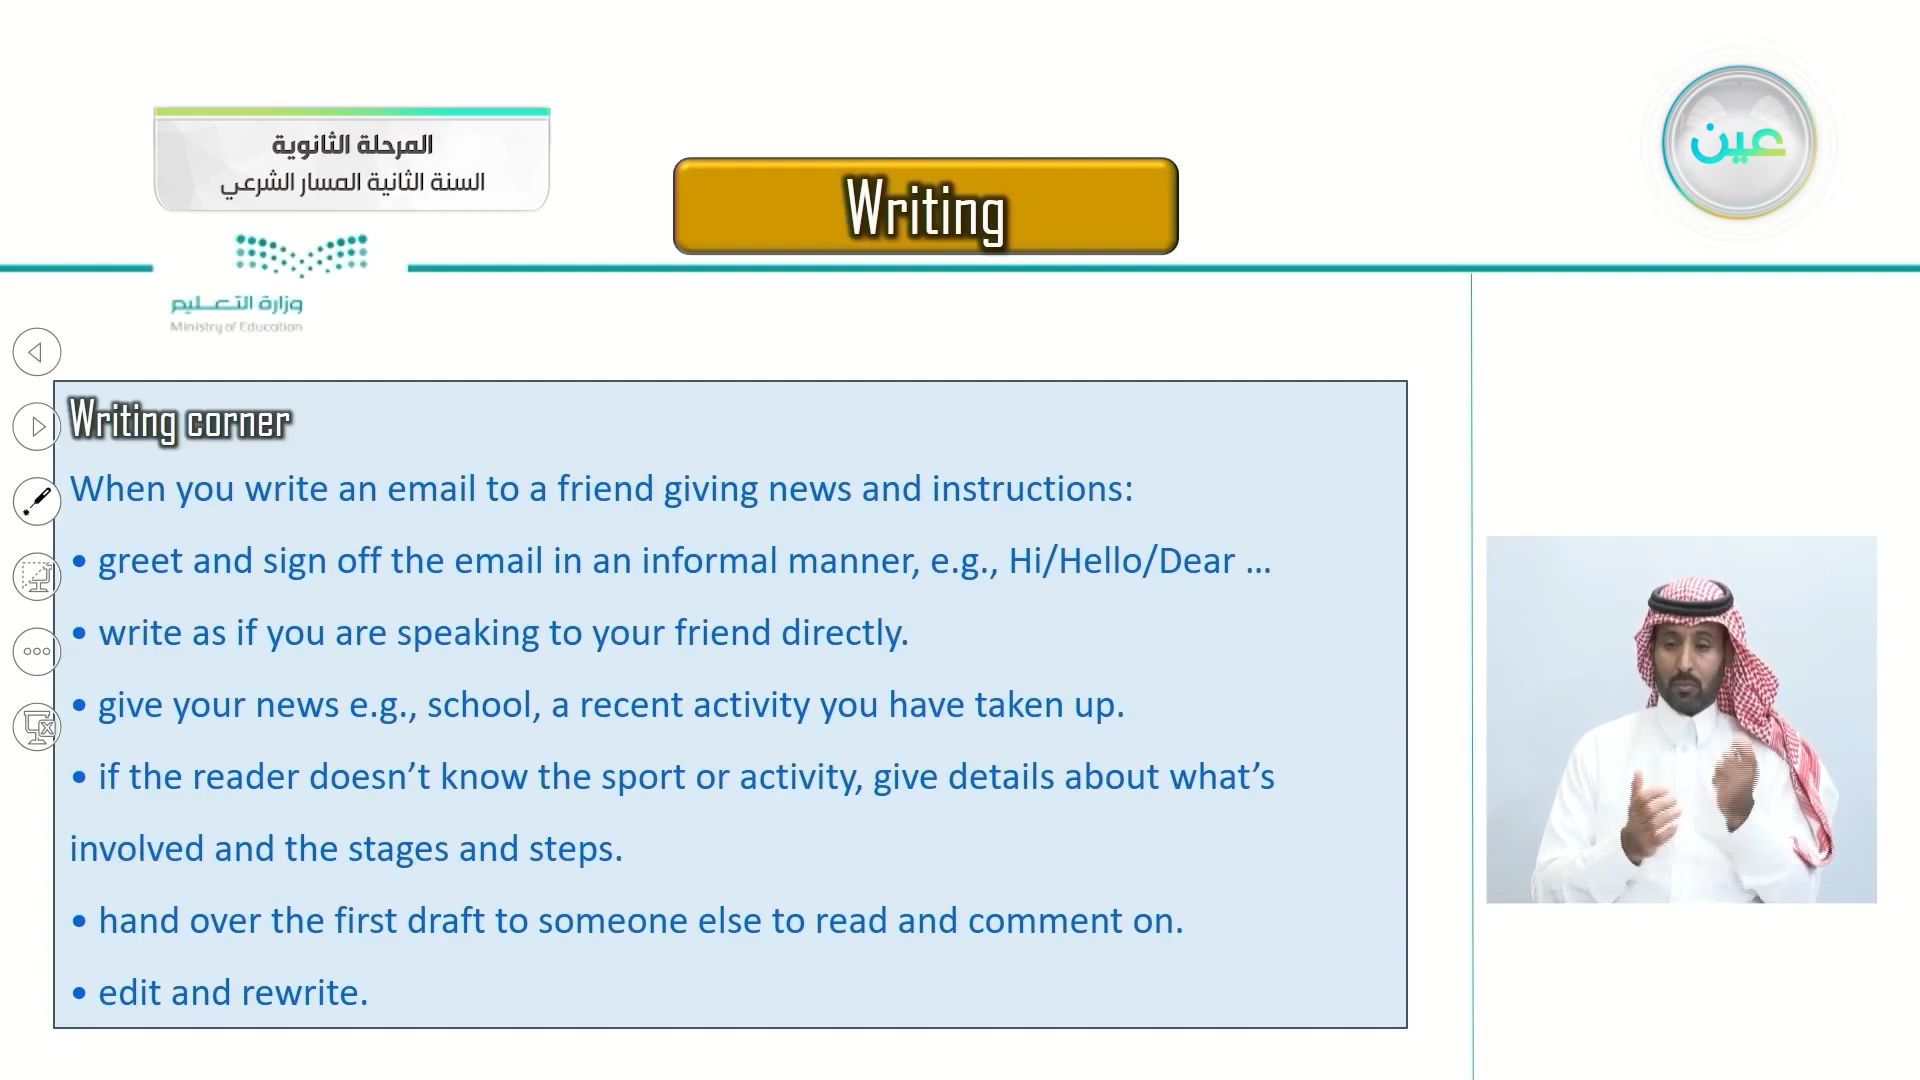 المرحلة الثانوية
السنة الثانية المسار الشرعي
Writing
عين
وزارة التعليم
Ministry of Education
Writing corner
When you write an email to a friend giving news and instructions:
• greet and sign off the email in an informal manner, e.g., Hi/Hello/Dear ...
• write as if you are speaking to your friend directly.
• give your news e.g., school, a recent activity you have taken up.
• if the reader doesn’t know the sport or activity, give details about what’s
involved and the stages and steps.
• hand over the first draft to someone else to read and comment on.
• edit and rewrite.